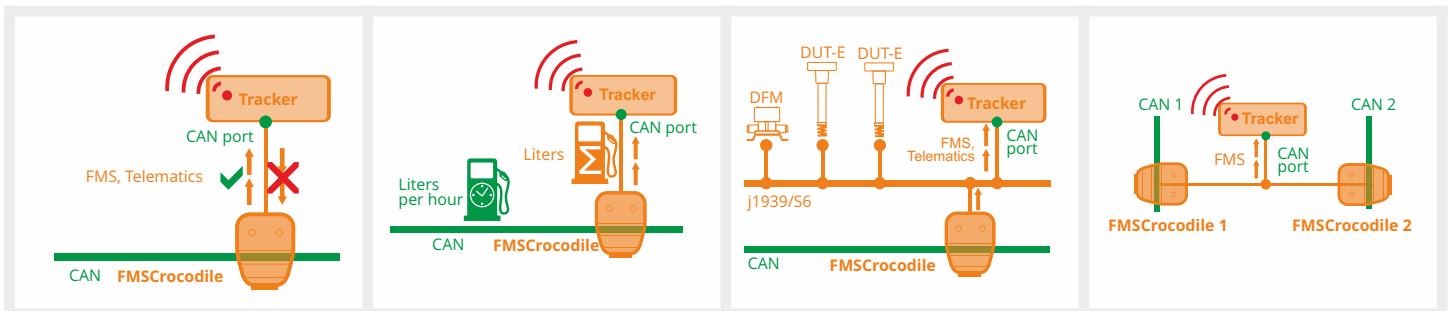 Tracker
CAN port
FMS, Telematics
CAN
FMSCrocodile
Tracker
CAN port
Liters
Liters
per hour
CAN
FMSCrocodile
DUT-E
DUT-E
DFM
Tracker
FMS,
Telematics
CAN
port
j1939/S6
CAN
FMSCrocodile
CAN 1
CAN 2
Tracker
FMS
CAN
port
FMSCrocodile 1
FMSCrocodile 2